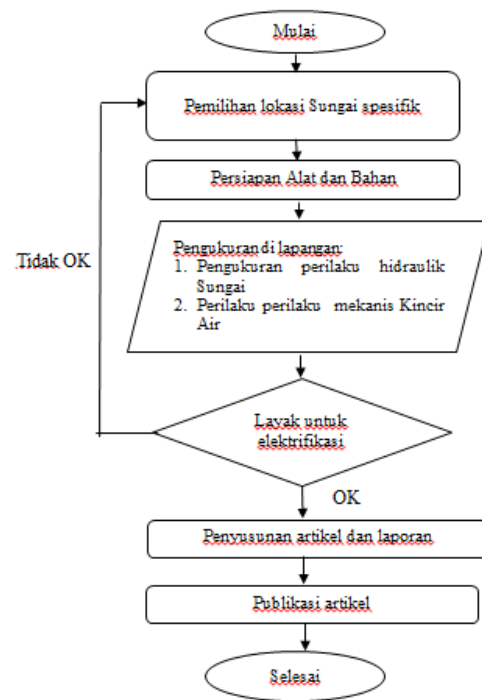 Mulai
Pemilihan lokasi Sungai spesifik
Persiapan Alat dan Bahan
Tidak OK
Pengukuran di lapangan:
1. Pengukuran perilaku hidraulik
Sungai
2. Perilaku perilaku mekanis Kincir
Air
Layak untuk
elektrifikasi
OK
Penyusunan artikel dan laporan
Publikasi artikel
Selesai